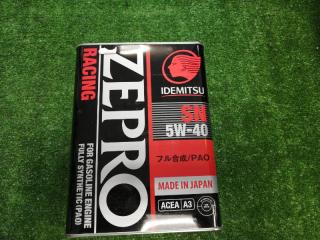 IDEMITSU
ZEPRO
RACING
SN
5W-40
フル合成/PAO
MADE IN JAPAN
ACEA A3
FOR GASOLINE ENGINE
FULLY SYNTHETIC (PAO)